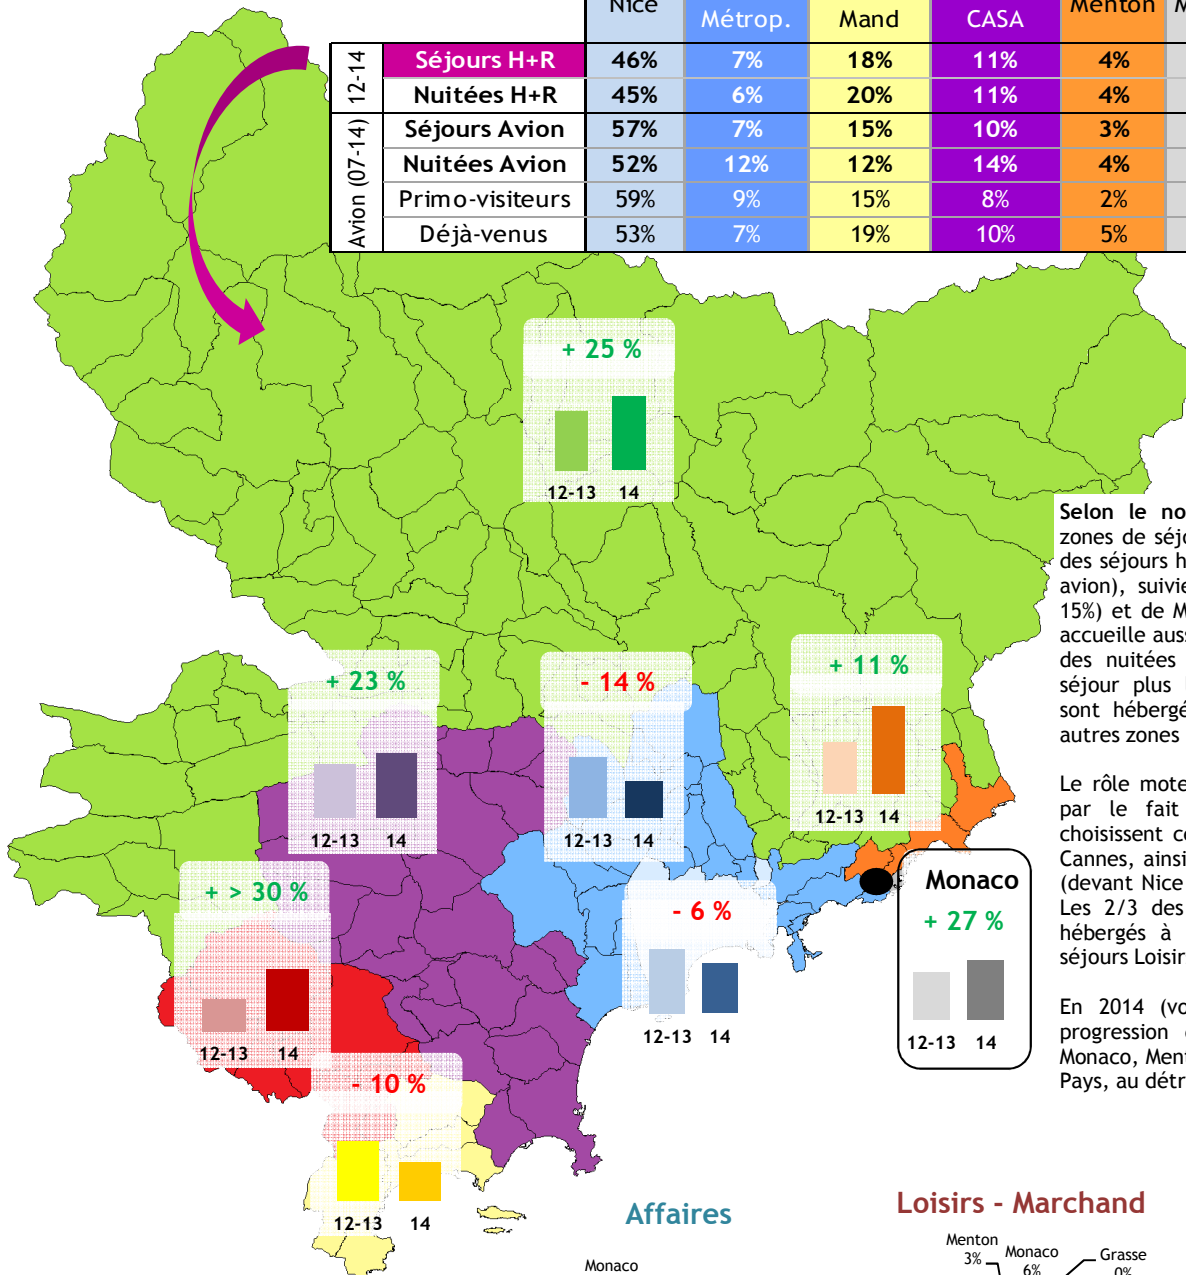 Nice Métrop. Mand CASA Menton M
12-14
Séjours H+R 46% 7% 18% 11% 4%
Nuitées H+R 45% 6% 20% 11% 4%
Avion (07-14)
Séjours Avion 57% 7% 15% 10% 3%
Nuitées Avion 52% 12% 12% 14% 4%
Primo-visiteurs 59% 9% 15% 8% 2%
Déjà-venus 53% 7% 19% 10% 5%
+ 25 %
12-13 14
Selon le no
zones de séjo
des séjours h
avion), suivie
15%) et de M
accueille aus
des nuitées
séjour plus
sont hébergé
autres zones
+ 23 %
12-13 14
- 14 %
12-13 14
+ 11 %
12-13 14
Le rôle mote
par le fait
choisissent c
Cannes, ainsi
(devant Nice
Les 2/3 des
hébergés à
séjours Loisir
+ > 30 %
12-13 14
- 6 %
12-13 14
Monaco
+ 27 %
12-13 14
En 2014 (vo
progression
Monaco, Ment
Pays, au détr
- 10 %
12-13 14
Affaires
Monaco
Loisirs - Marchand
Menton
3%
Monaco
6%
Grasse
0%